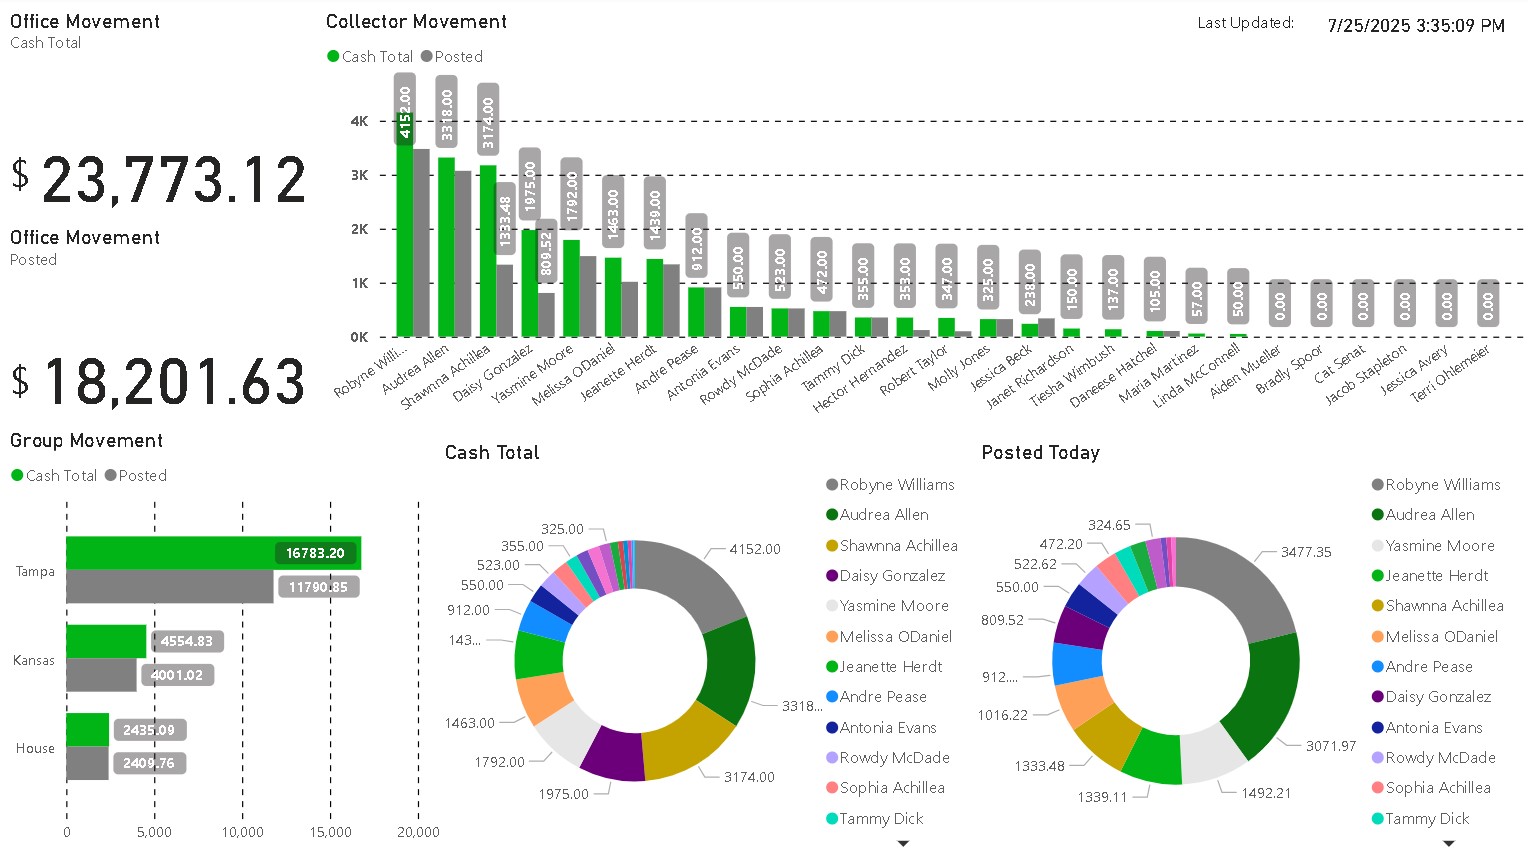 Office Movement
Cash Total
$ 23,773.12
Office Movement
Posted
$ 18,201.63
Collector Movement
Cash Total Posted
Last Updated: 7/25/2025 3:35:09 PM
4K
3K
2K
1K
0K
4152.00
3318.00
3174.00
1333.48
1975.00
809.52
1792.00
1463.00
1439.00
912.00
550.00
523.00
472.00
355.00
353.00
347.00
325.00
238.00
150.00
137.00
105.00
57.00
50.00
0.00
0.00
0.00
0.00
0.00
0.00
Robyne Willi...
Audrea Allen
Shawnna Achillea
Daisy Gonzalez
Yasmine Moore
Melissa ODaniel
Jeanette Herdt
Andre Pease
Antonia Evans
Rowdy McDade
Sophia Achillea
Tammy Dick
Hector Hernandez
Robert Taylor
Molly Jones
Jessica Beck
Janet Richardson
Tiesha Wimbush
Daneese Hatchel
Maria Martinez
Linda McConnell
Aiden Mueller
Bradly Spoor
Cat Senat
Jacob Stapleton
Jessica Avery
Terri Ohlemeier
Group Movement
Cash Total Posted
Tampa
16783.20
11790.85
Kansas
4554.83
4001.02
House
2435.09
2409.76
0 5,000 10,000 15,000 20,000
Cash Total
325.00
355.00
523.00
550.00
912.00
143...
1463.00
1792.00
1975.00
3174.00
3318...
4152.00
Robyne Williams
Audrea Allen
Shawnna Achillea
Daisy Gonzalez
Yasmine Moore
Melissa ODaniel
Jeanette Herdt
Andre Pease
Antonia Evans
Rowdy McDade
Sophia Achillea
Tammy Dick
Posted Today
324.65
472.20
522.62
550.00
809.52
912....
1016.22
1333.48
1339.11
1492.21
3071.97
3477.35
Robyne Williams
Audrea Allen
Yasmine Moore
Jeanette Herdt
Shawnna Achillea
Melissa ODaniel
Andre Pease
Daisy Gonzalez
Antonia Evans
Rowdy McDade
Sophia Achillea
Tammy Dick